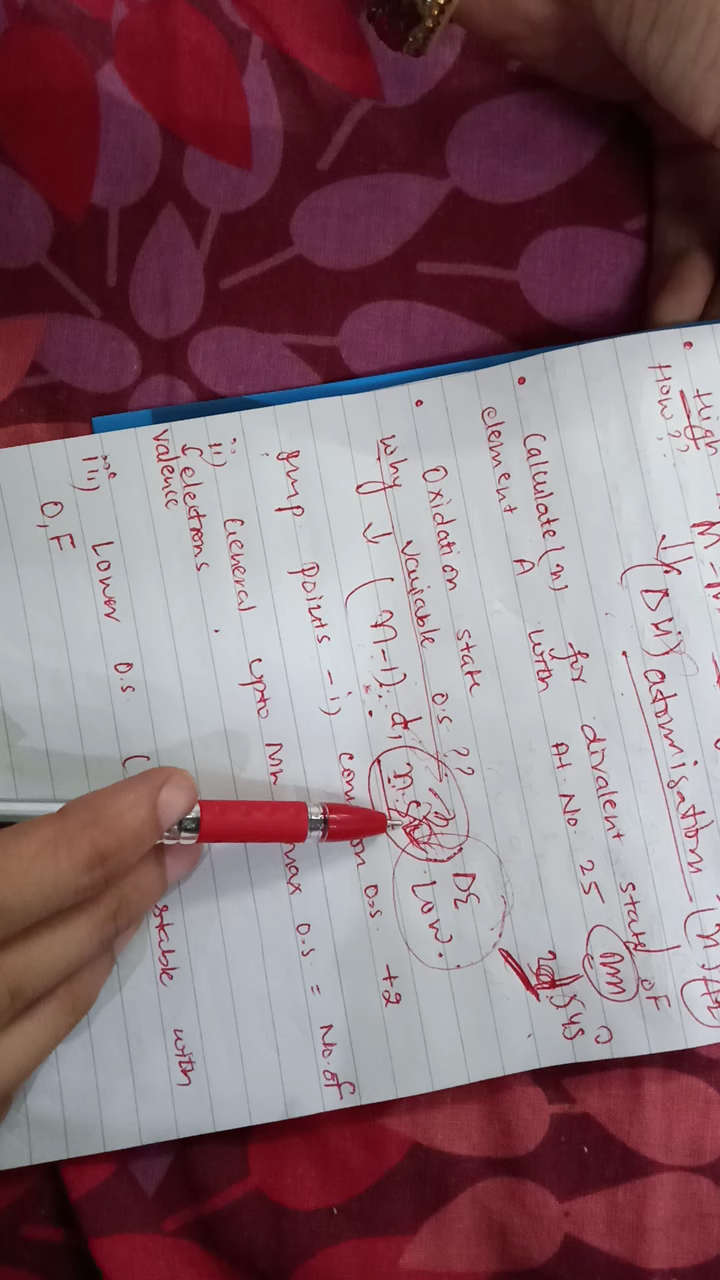 • High M-M
How??
(ΔH) atomisation
• Calculate (n) for divalent state of
element A with At. No. 25 Mn
• Oxidation state
Why variable O.S ?? ΔE
↓ (n-1) d, Low.
Imp. points - i) common O.S. +2
ii) General upto Mn max O.S. = No. of
electrons
valence
iii) Lower O.S. stable with
O, F